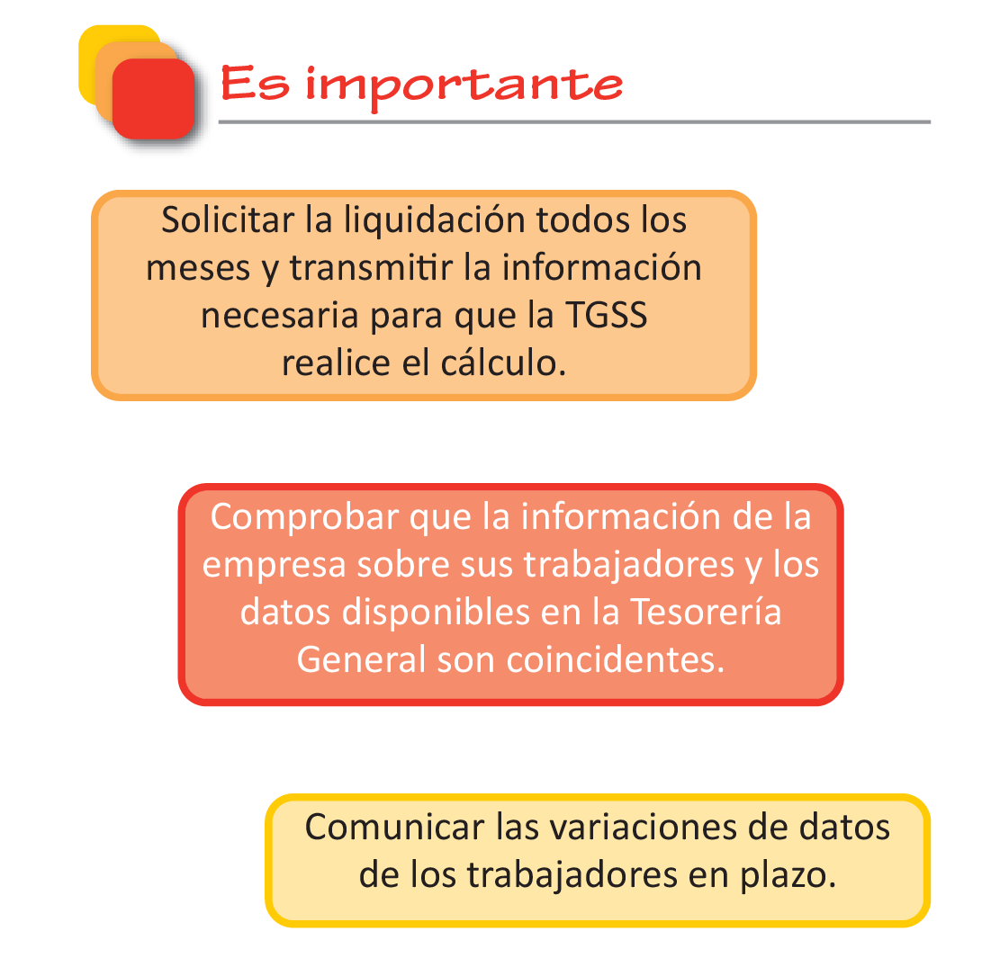 Es importante
Solicitar la liquidación todos los
meses y transmitir la información
necesaria para que la TGSS
realice el cálculo.
Comprobar que la información de la
empresa sobre sus trabajadores y los
datos disponibles en la Tesorería
General son coincidentes.
Comunicar las variaciones de datos
de los trabajadores en plazo.